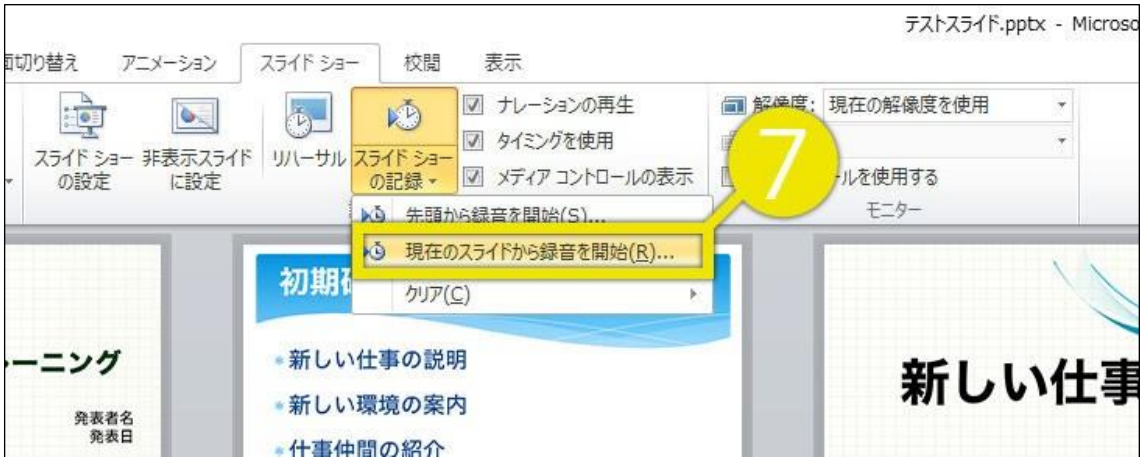 テストスライド.pptx - Microsoc
切り替え アニメーション スライド ショー 校閲 表示
スライド ショー
の設定
非表示スライド
に設定
リハーサル
スライド ショー
の記録
ナレーションの再生
タイミングを使用
メディア コントロールの表示
解像度: 現在の解像度を使用
ルを使用する
モニター
7
先頭から録音を開始(S)...
現在のスライドから録音を開始(R)...
クリア(C)
ーニング
発表者名
発表日
初期
新しい仕事の説明
新しい環境の案内
仕事仲間の紹介
新しい仕事